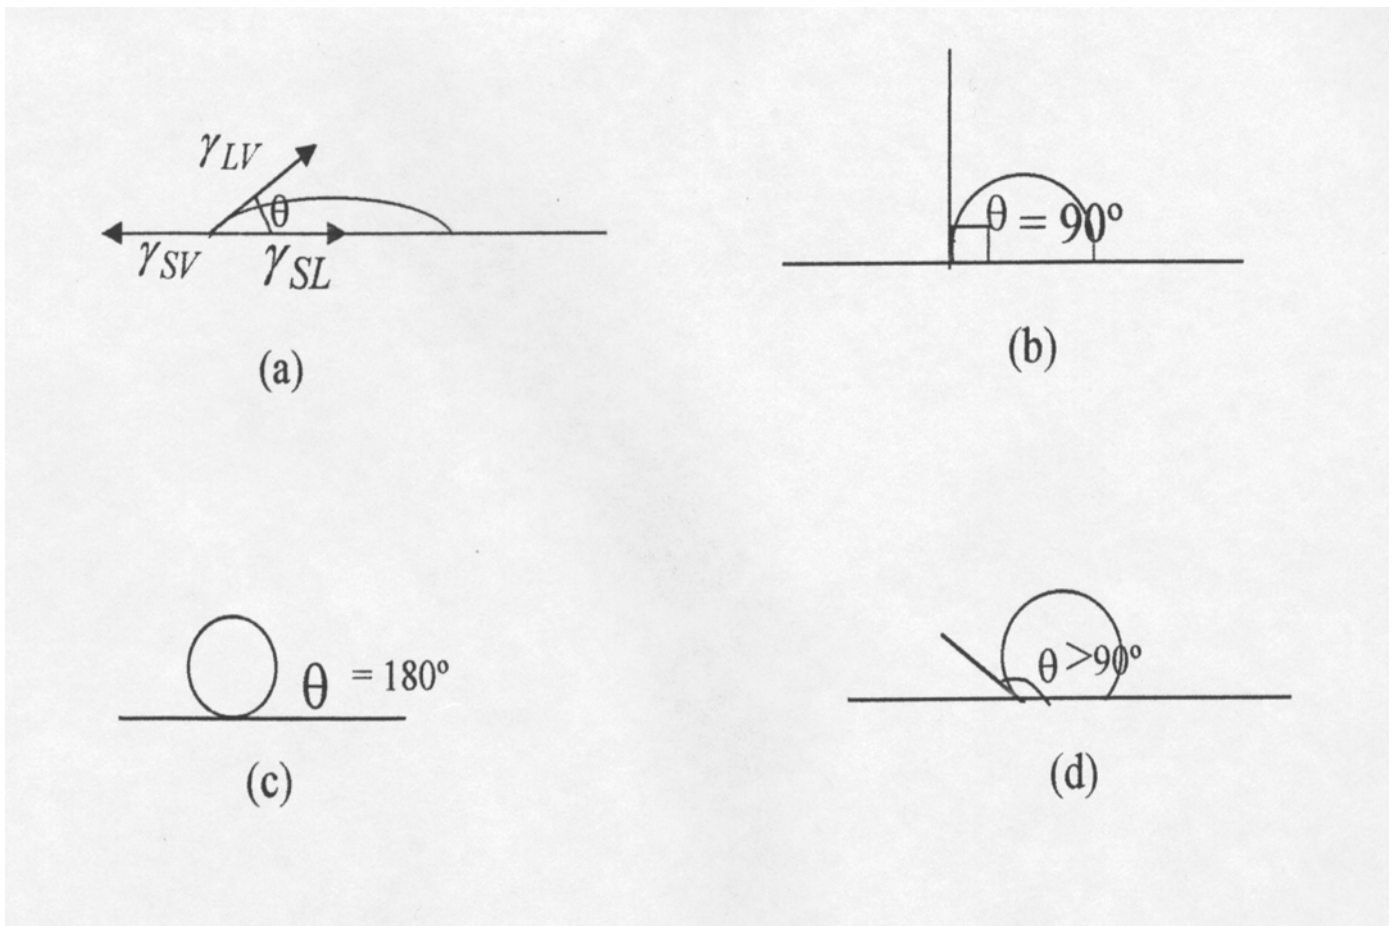 γLV
θ
γSV
γSL
(a)
θ = 90º
(b)
θ = 180º
(c)
θ >90º
(d)